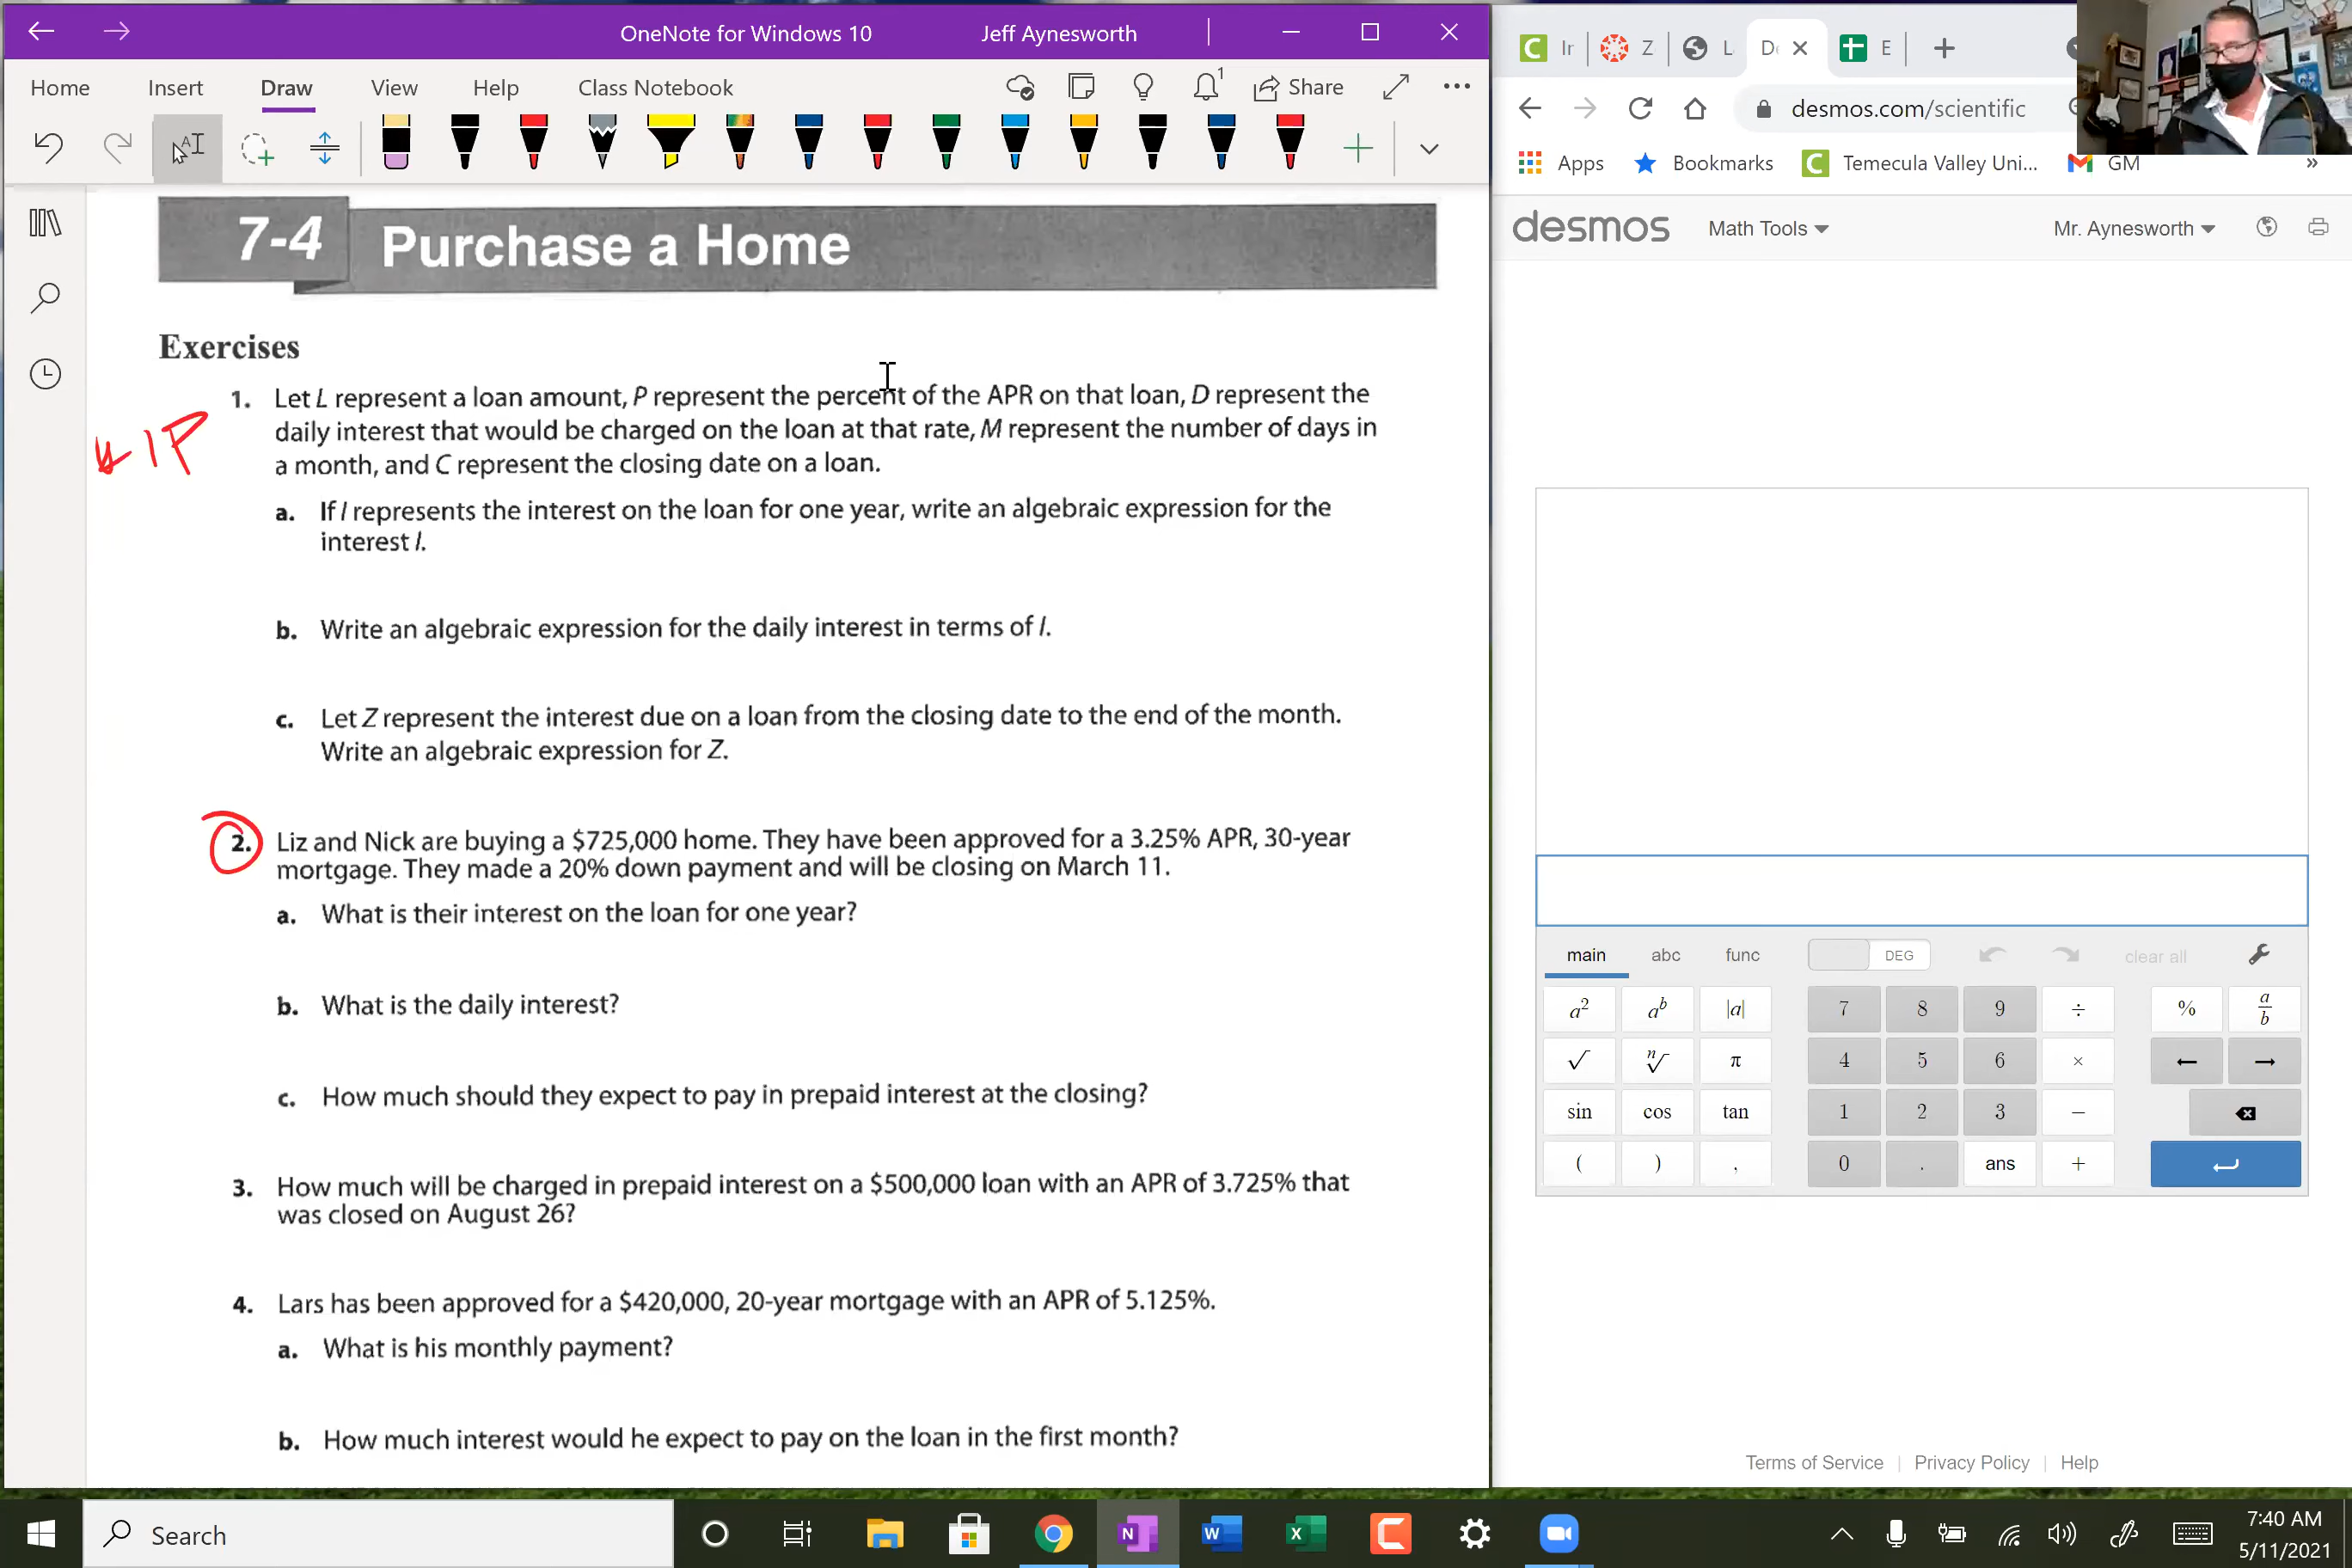 OneNote for Windows 10
Jeff Aynesworth
Home Insert Draw View Help Class Notebook
1
Share
7-4 Purchase a Home
Exercises
1. Let L represent a loan amount, P represent the percent of the APR on that loan, D represent the
daily interest that would be charged on the loan at that rate, M represent the number of days in
a month, and C represent the closing date on a loan.
a. If I represents the interest on the loan for one year, write an algebraic expression for the
interest I.
b. Write an algebraic expression for the daily interest in terms of I.
c. Let Z represent the interest due on a loan from the closing date to the end of the month.
Write an algebraic expression for Z.
2. Liz and Nick are buying a $725,000 home. They have been approved for a 3.25% APR, 30-year
mortgage. They made a 20% down payment and will be closing on March 11.
a. What is their interest on the loan for one year?
b. What is the daily interest?
c. How much should they expect to pay in prepaid interest at the closing?
3. How much will be charged in prepaid interest on a $500,000 loan with an APR of 3.725% that
was closed on August 26?
4. Lars has been approved for a $420,000, 20-year mortgage with an APR of 5.125%.
a. What is his monthly payment?
b. How much interest would he expect to pay on the loan in the first month?
Z L E
desmos.com/scientific
Apps Bookmarks Temecula Valley Uni... GM »
desmos Math Tools Mr. Aynesworth
main abc func DEG clear all
a² aᵇ |a| 7 8 9 ÷ % a/b
√ ⁿ√ π 4 5 6 × ← →
sin cos tan 1 2 3 −
( ) , 0 . ans +
Terms of Service | Privacy Policy | Help
Search
7:40 AM
5/11/2021